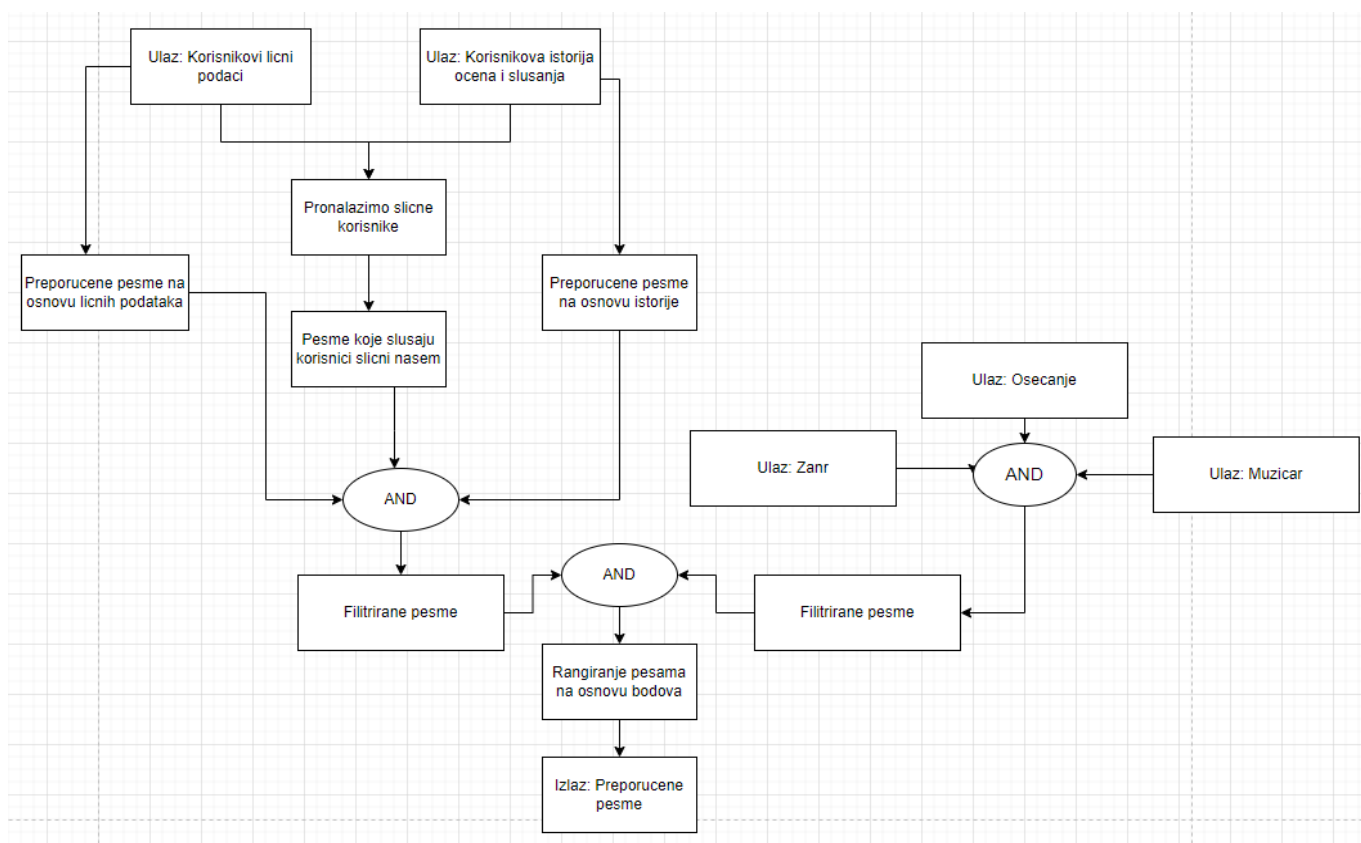 Ulaz: Korisnikovi licni
podaci
Ulaz: Korisnikova istorija
ocena i slusanja
Pronalazimo slicne
korisnike
Preporucene pesme na
osnovu licnih podataka
Preporucene pesme
na osnovu istorije
Pesme koje slusaju
korisnici slicni nasem
Ulaz: Osecanje
Ulaz: Zanr
AND
Ulaz: Muzicar
AND
AND
Filitrirane pesme
Filitrirane pesme
Rangiranje pesama
na osnovu bodova
Izlaz: Preporucene
pesme